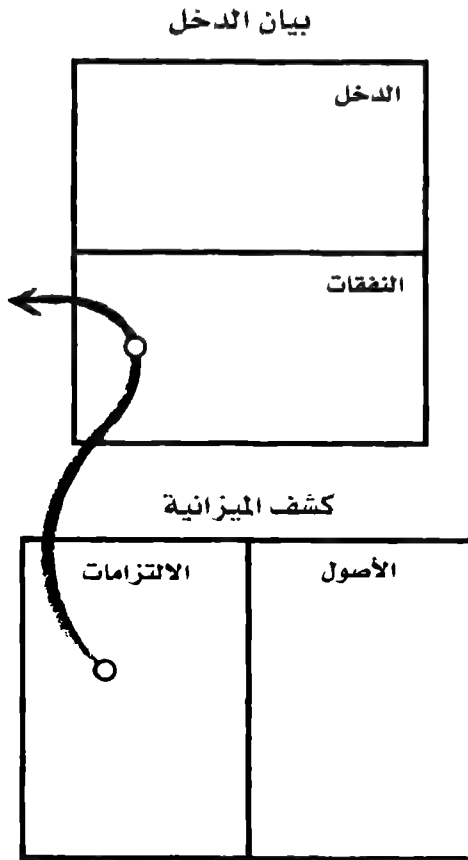 بيان الدخل
الدخل
النفقات
كشف الميزانية
الأصول
الالتزامات